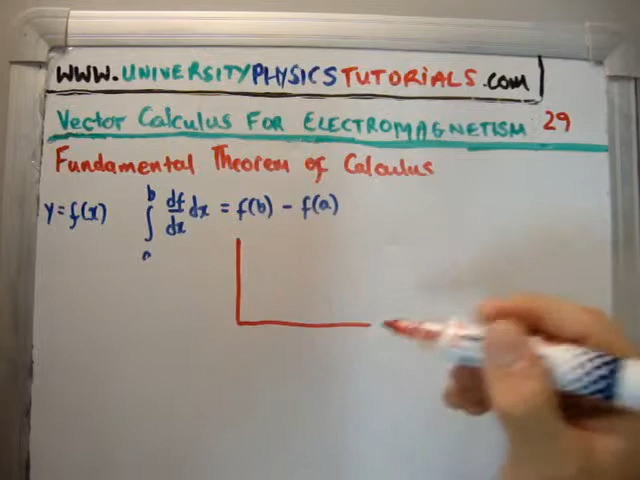 WWW.UNIVERSITYPHYSICSTUTORIALS.COM
Vector Calculus FOR ELECTROMAGNETISM 29
Fundamental Theorem of Calculus
y=f(x) ∫_a^b df/dx dx = f(b) - f(a)